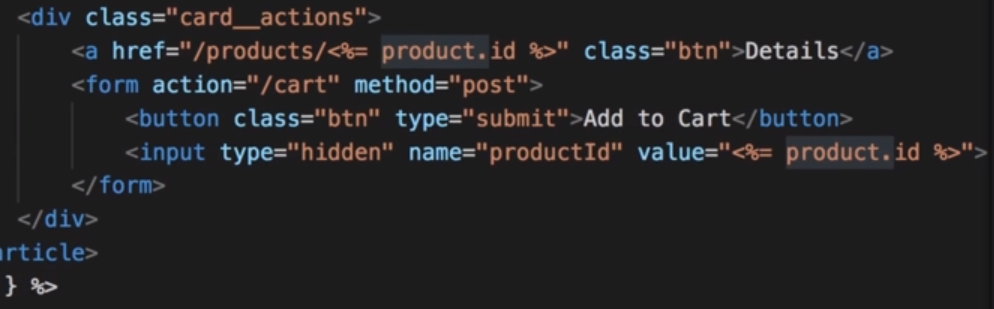 <div class="card__actions">
<a href="/products/<%= product.id %>" class="btn">Details</a>
<form action="/cart" method="post">
<button class="btn" type="submit">Add to Cart</button>
<input type="hidden" name="productId" value="<%= product.id %>">
</form>
</div>
article>
} %>